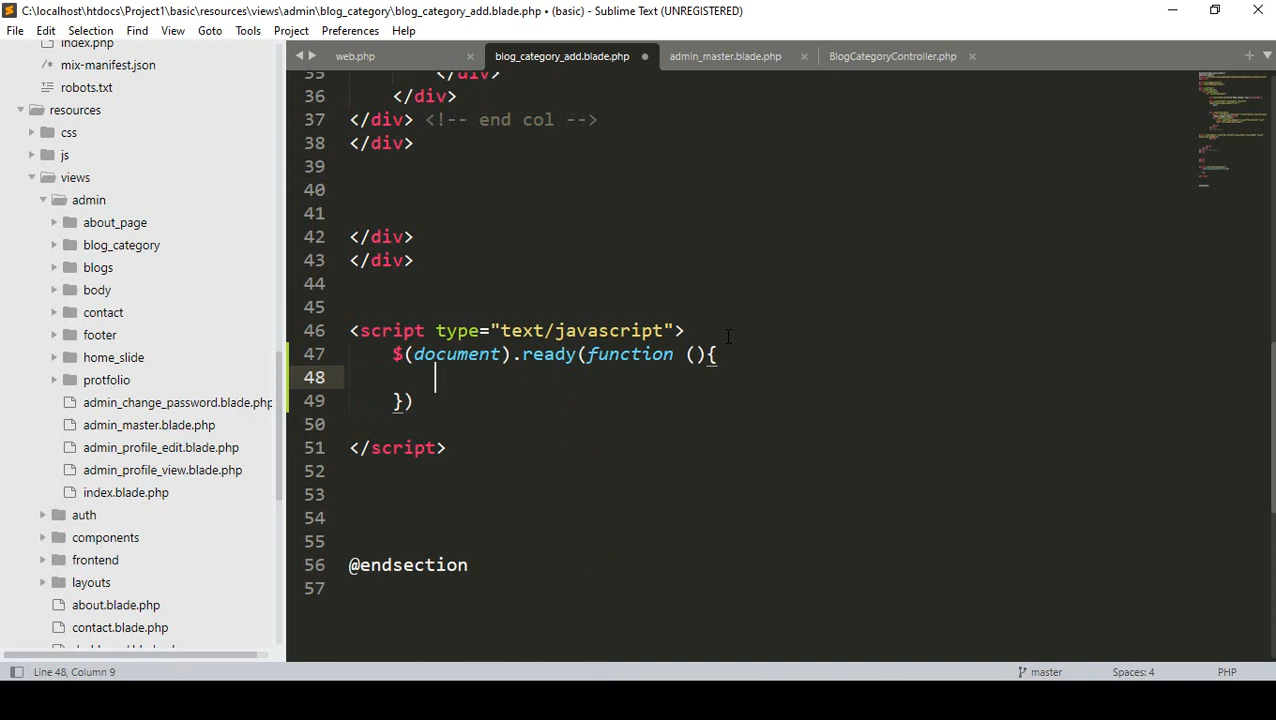 C:\localhost\htdocs\Project1\basic\resources\views\admin\blog_category\blog_category_add.blade.php • (basic) - Sublime Text (UNREGISTERED)
File Edit Selection Find View Goto Tools Project Preferences Help
web.php
blog_category_add.blade.php
admin_master.blade.php
BlogCategoryController.php
index.php
mix-manifest.json
robots.txt
resources
css
js
views
admin
about_page
blog_category
blogs
body
contact
footer
home_slide
protfolio
admin_change_password.blade.php
admin_master.blade.php
admin_profile_edit.blade.php
admin_profile_view.blade.php
index.blade.php
auth
components
frontend
layouts
about.blade.php
contact.blade.php
35 </div>
36 </div>
37 </div> <!-- end col -->
38 </div>
39
40
41
42 </div>
43 </div>
44
45
46 <script type="text/javascript">
47 $(document).ready(function (){
48
49 })
50
51 </script>
52
53
54
55
56 @endsection
57
Line 48, Column 9
master
Spaces: 4
PHP